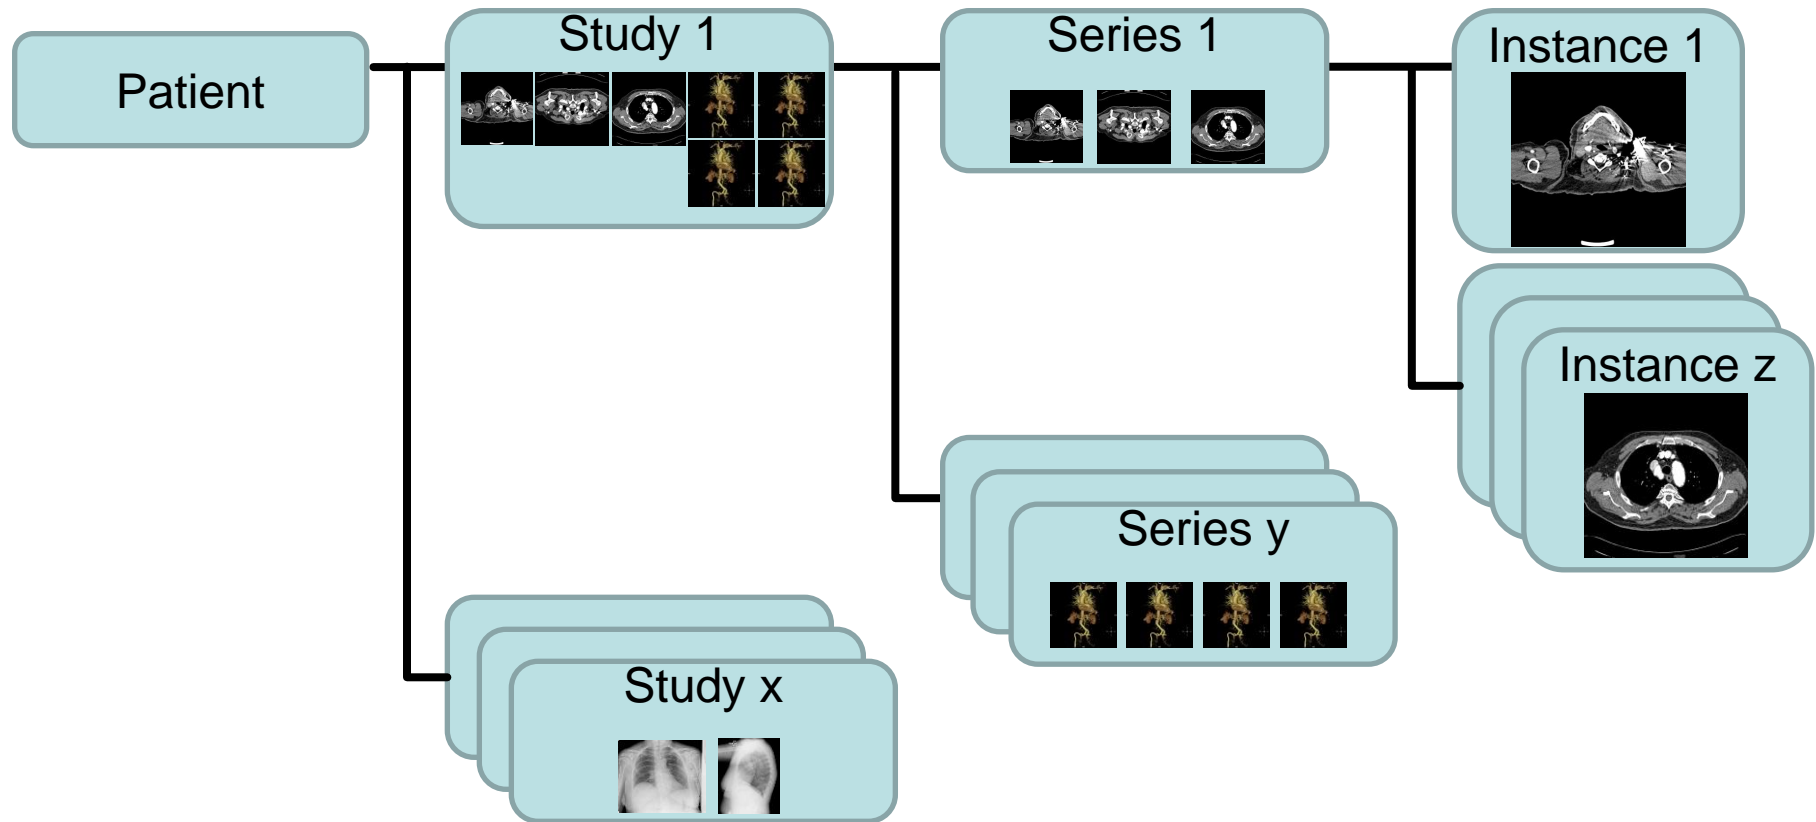 Patient
Study 1
Series 1
Instance 1
Instance z
Series y
Study x